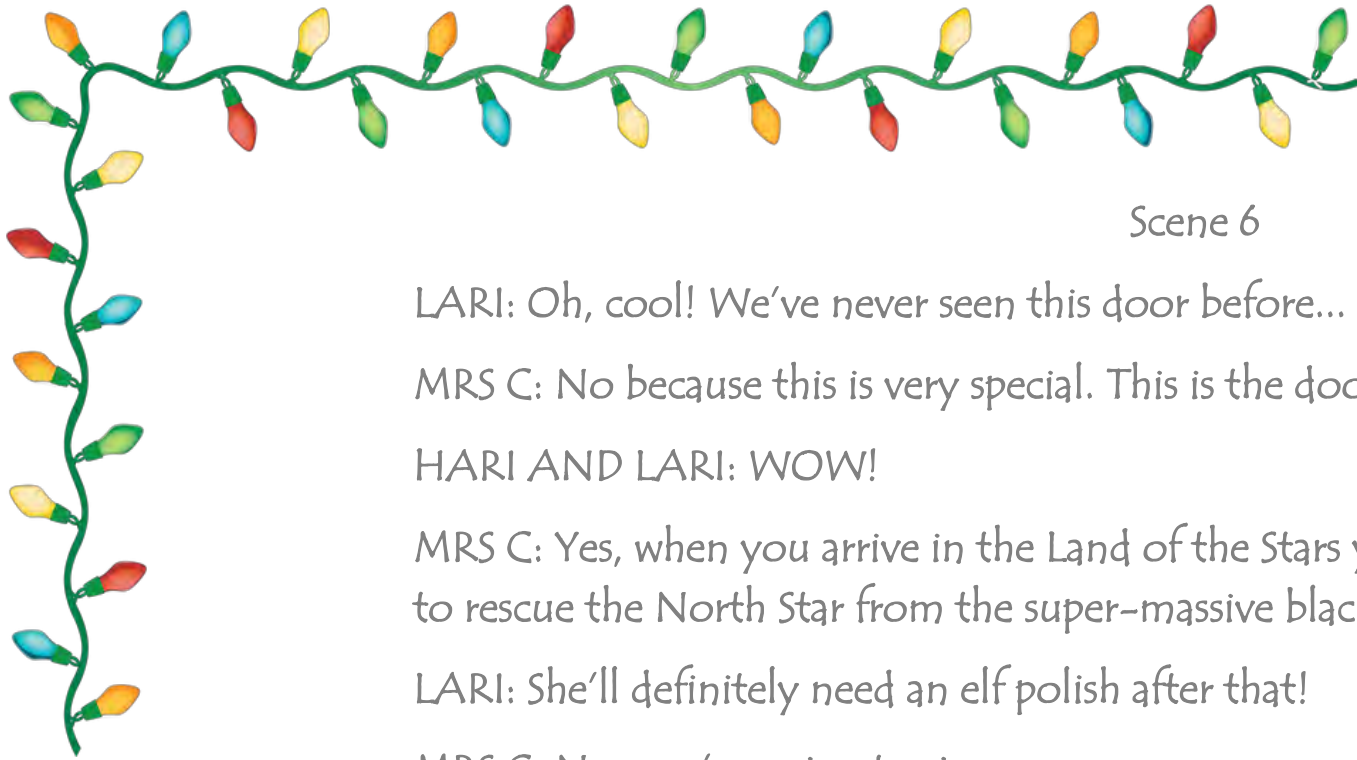 Scene 6
LARI: Oh, cool! We've never seen this door before...
MRS C: No because this is very special. This is the
HARI AND LARI: WOW!
MRS C: Yes, when you arrive in the Land of the Stars
to rescue the North Star from the super-massive
LARI: She'll definitely need an elf polish after that!